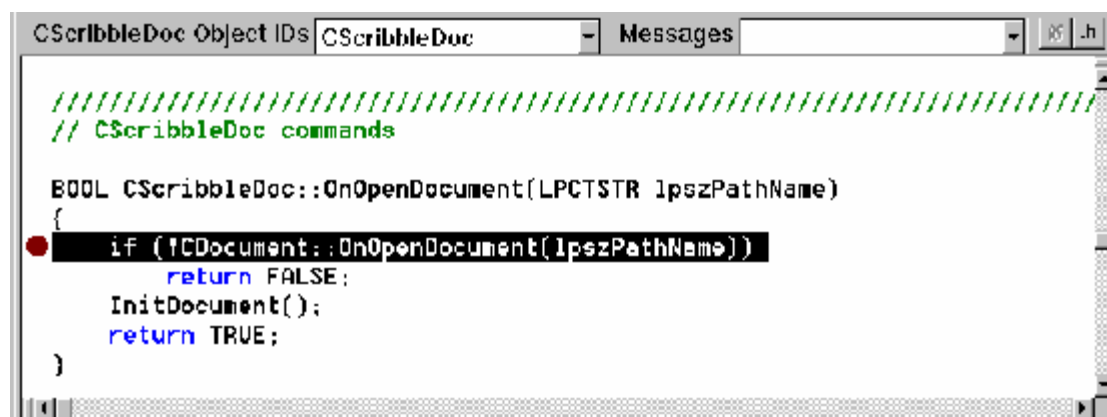 CScribbleDoc Object IDs CScribbleDoc Messages .h
//////////////////////////////////////////////////////////////////
// CScribbleDoc commands
BOOL CScribbleDoc::OnOpenDocument(LPCTSTR lpszPathName)
{
if (!CDocument::OnOpenDocument(lpszPathName))
return FALSE;
InitDocument();
return TRUE;
}